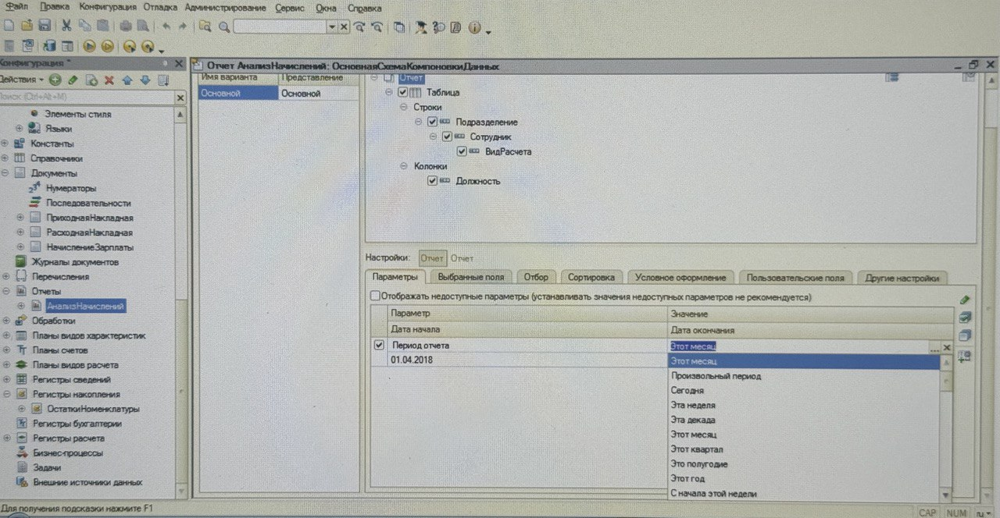 Файл Правка Конфигурация Отладка Администрирование Сервис Окна Справка
Конфигурация *
Действия
Поиск (Ctrl+Alt+M)
Элементы стиля
Языки
Константы
Справочники
Документы
Нумераторы
Последовательности
ПриходнаяНакладная
РасходнаяНакладная
НачислениеЗарплаты
Журналы документов
Перечисления
Отчеты
АнализНачислений
Обработки
Планы видов характеристик
Планы счетов
Планы видов расчета
Регистры сведений
Регистры накопления
ОстаткиНоменклатуры
Регистры бухгалтерии
Регистры расчета
Бизнес-процессы
Задачи
Внешние источники данных
Отчет АнализНачислений: ОсновнаяСхемаКомпоновкиДанных
Имя варианта Представление
Основной Основной
Отчет
Таблица
Строки
Подразделение
Сотрудник
ВидРасчета
Колонки
Должность
Настройки: Отчет Отчет
Параметры Выбранные поля Отбор Сортировка Условное оформление Пользовательские поля Другие настройки
Отображать недоступные параметры (устанавливать значения недоступных параметров не рекомендуется)
Параметр Значение
Дата начала Дата окончания
Период отчета Этот месяц ...
01.04.2018
Этот месяц
Произвольный период
Сегодня
Эта неделя
Эта декада
Этот месяц
Этот квартал
Это полугодие
Этот год
С начала этой недели
Для получения подсказки нажмите F1
CAP NUM ru